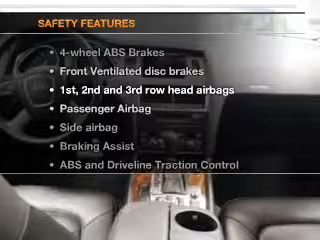 SAFETY FEATURES
• 4-wheel ABS Brakes
• Front Ventilated disc brakes
• 1st, 2nd and 3rd row head airbags
• Passenger Airbag
• Side airbag
• Braking Assist
• ABS and Driveline Traction Control